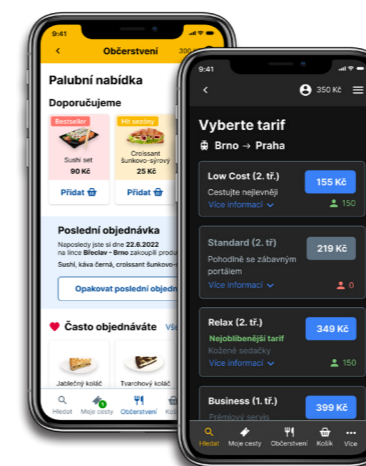 9:41
Občerstvení
300
Palubní nabídka
Doporučujeme
Bestseller
Hit sezóny
Sushi set
Croissant
šunkovo-sýrový
90 Kč
25 Kč
Přidat
Přidat
Poslední objednávka
Naposledy jste si dne 22.6.2022
na lince Břeclav - Brno zakoupili produ
Sushi, káva černá, croissant šunkovo-
Opakovat poslední objedn
Často objednáváte Vše
Jablečný koláč
Tvarohový koláč
Hledat
Moje cesty
Občerstvení
Koší
9:41
350 Kč
Vyberte tarif
Brno → Praha
Low Cost (2. tř.)
155 Kč
Cestujte nejlevněji
Více informací
150
Standard (2. tř)
219 Kč
Pohodlně se zábavným
portálem
Více informací
0
Relax (2. tř.)
349 Kč
Nejoblíbenější tarif
Kožené sedačky
Více informací
150
Business (1. tř.)
399 Kč
Prémiový servis
Hledat
Moje cesty
Občerstvení
Košík
Více